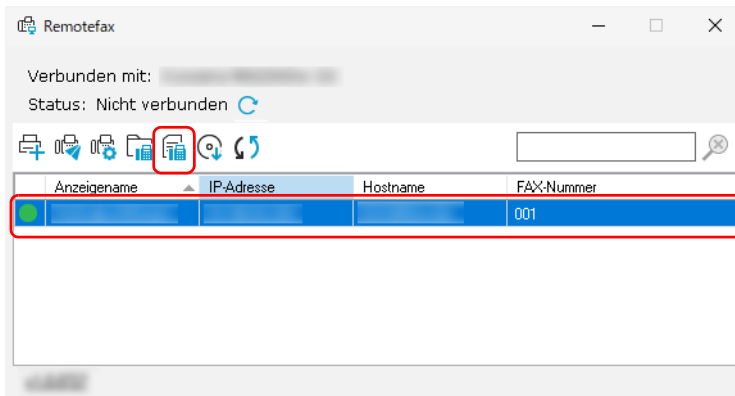 Remotefax
Verbunden mit:
Status: Nicht verbunden
Anzeigename IP-Adresse Hostname FAX-Nummer
001